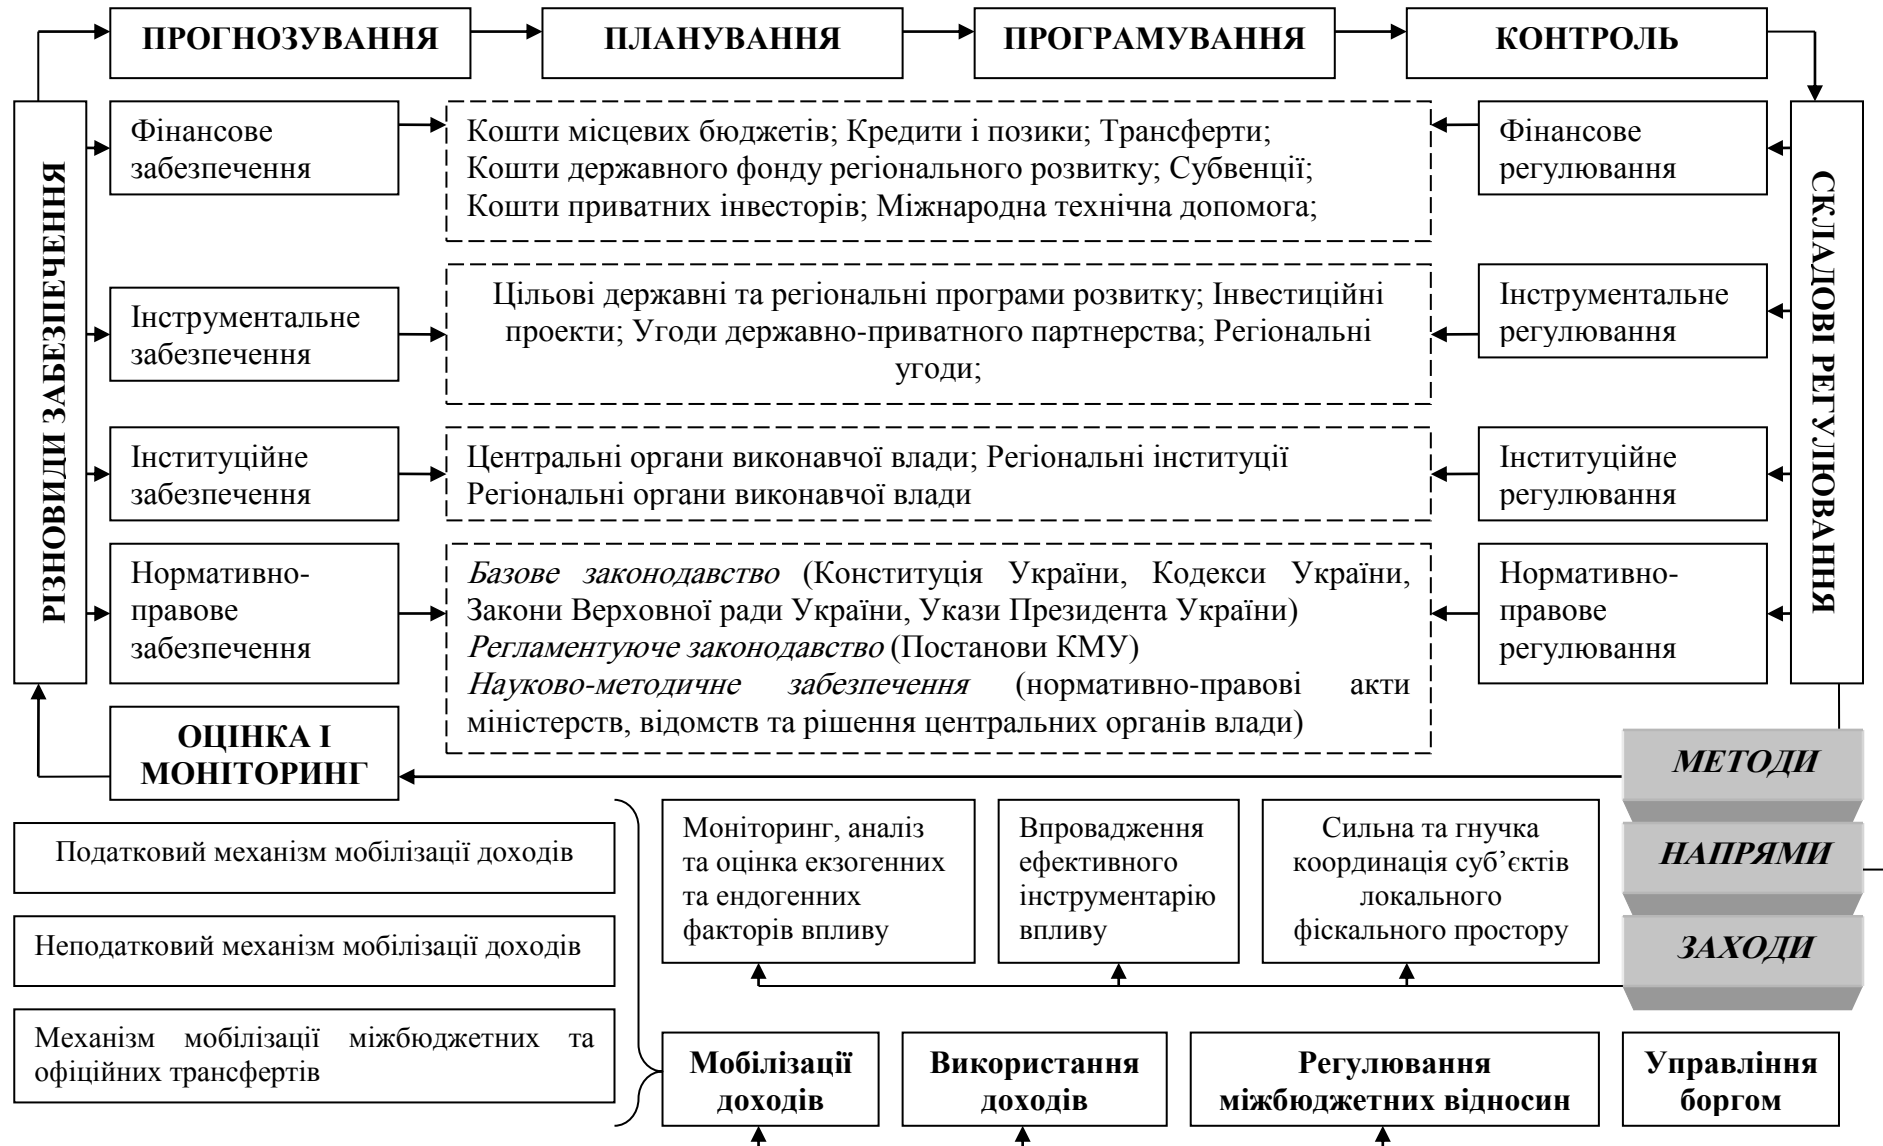 ПРОГНОЗУВАННЯ
ПЛАНУВАННЯ
ПРОГРАМУВАННЯ
КОНТРОЛЬ
РІЗНОВИДИ ЗАБЕЗПЕЧЕННЯ
Фінансове
забезпечення
Кошти місцевих бюджетів; Кредити і позики; Трансферти;
Кошти державного фонду регіонального розвитку; Субвенції;
Кошти приватних інвесторів; Міжнародна технічна допомога;
Фінансове
регулювання
СКЛАДОВІ РЕГУЛЮВАННЯ
Інструментальне
забезпечення
Цільові державні та регіональні програми розвитку; Інвестиційні
проекти; Угоди державно-приватного партнерства; Регіональні
угоди;
Інструментальне
регулювання
Інституційне
забезпечення
Центральні органи виконавчої влади; Регіональні інституції
Регіональні органи виконавчої влади
Інституційне
регулювання
Нормативно-
правове
забезпечення
Базове законодавство (Конституція України, Кодекси України,
Закони Верховної ради України, Укази Президента України)
Регламентуюче законодавство (Постанови КМУ)
Науково-методичне забезпечення (нормативно-правові акти
міністерств, відомств та рішення центральних органів влади)
Нормативно-
правове
регулювання
ОЦІНКА І
МОНІТОРИНГ
МЕТОДИ
НАПРЯМИ
ЗАХОДИ
Податковий механізм мобілізації доходів
Неподатковий механізм мобілізації доходів
Механізм мобілізації міжбюджетних та
офіційних трансфертів
Моніторинг, аналіз
та оцінка екзогенних
та ендогенних
факторів впливу
Впровадження
ефективного
інструментарію
впливу
Сильна та гнучка
координація суб’єктів
локального
фіскального простору
Мобілізації
доходів
Використання
доходів
Регулювання
міжбюджетних відносин
Управління
боргом